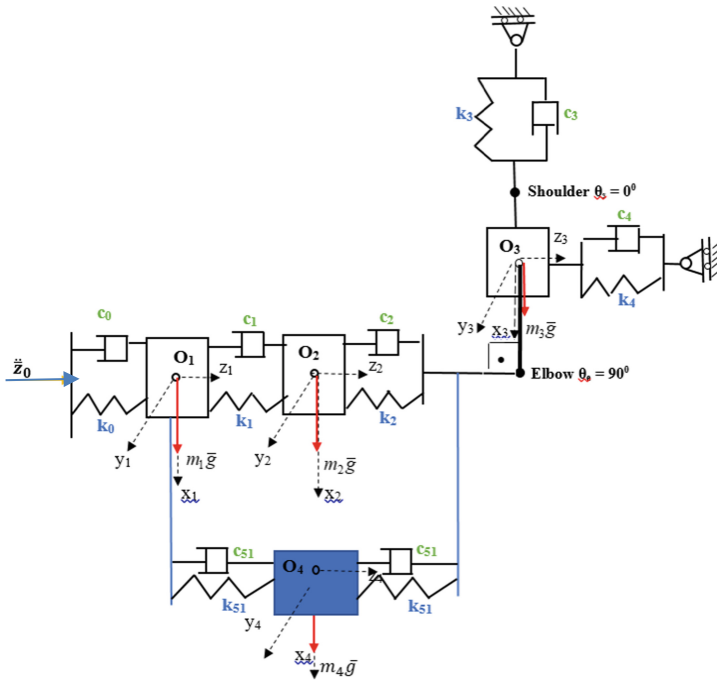 k3
c3
Shoulder θs = 0⁰
c4
O3
z3
k4
y3
x3
m3g̅
c0
c1
c2
z̈0
O1
z1
O2
z2
Elbow θe = 90⁰
k0
k1
k2
y1
m1g̅
x1
y2
m2g̅
x2
c51
c51
O4
z4
k51
k51
y4
x4
m4g̅